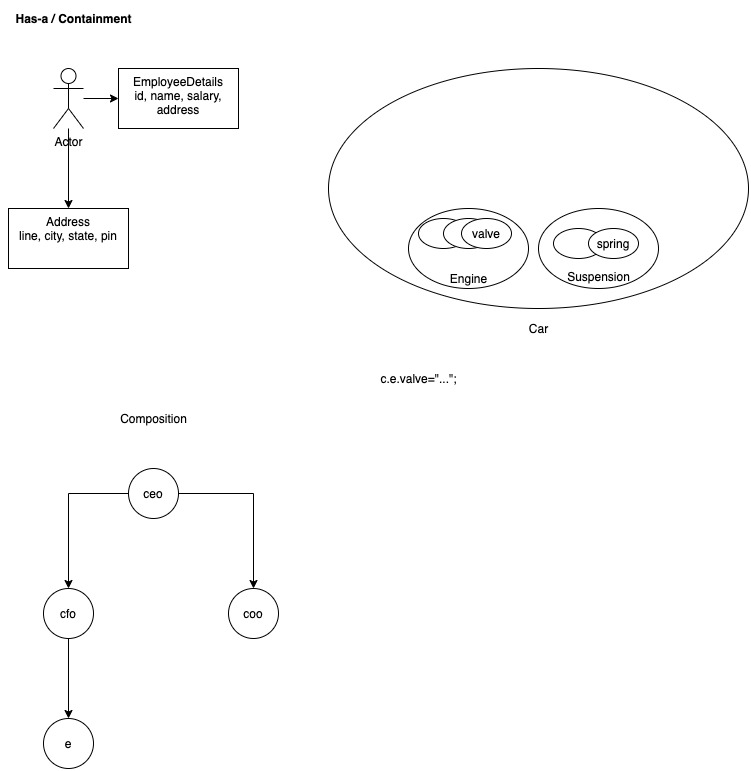 Has-a / Containment
EmployeeDetails
id, name, salary,
address
Actor
Address
line, city, state, pin
valve
Engine
spring
Suspension
Car
c.e.valve="...";
Composition
ceo
cfo
coo
e